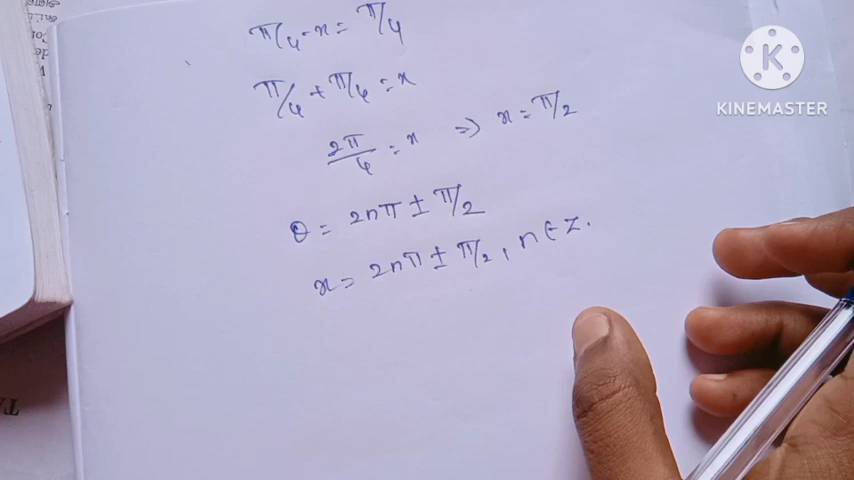 π/4 - x = π/4
π/4 + π/4 = x
2π/4 = x ⇒ x = π/2
θ = 2nπ ± π/2
x = 2nπ ± π/2, n ∈ Z.
KINEMASTER